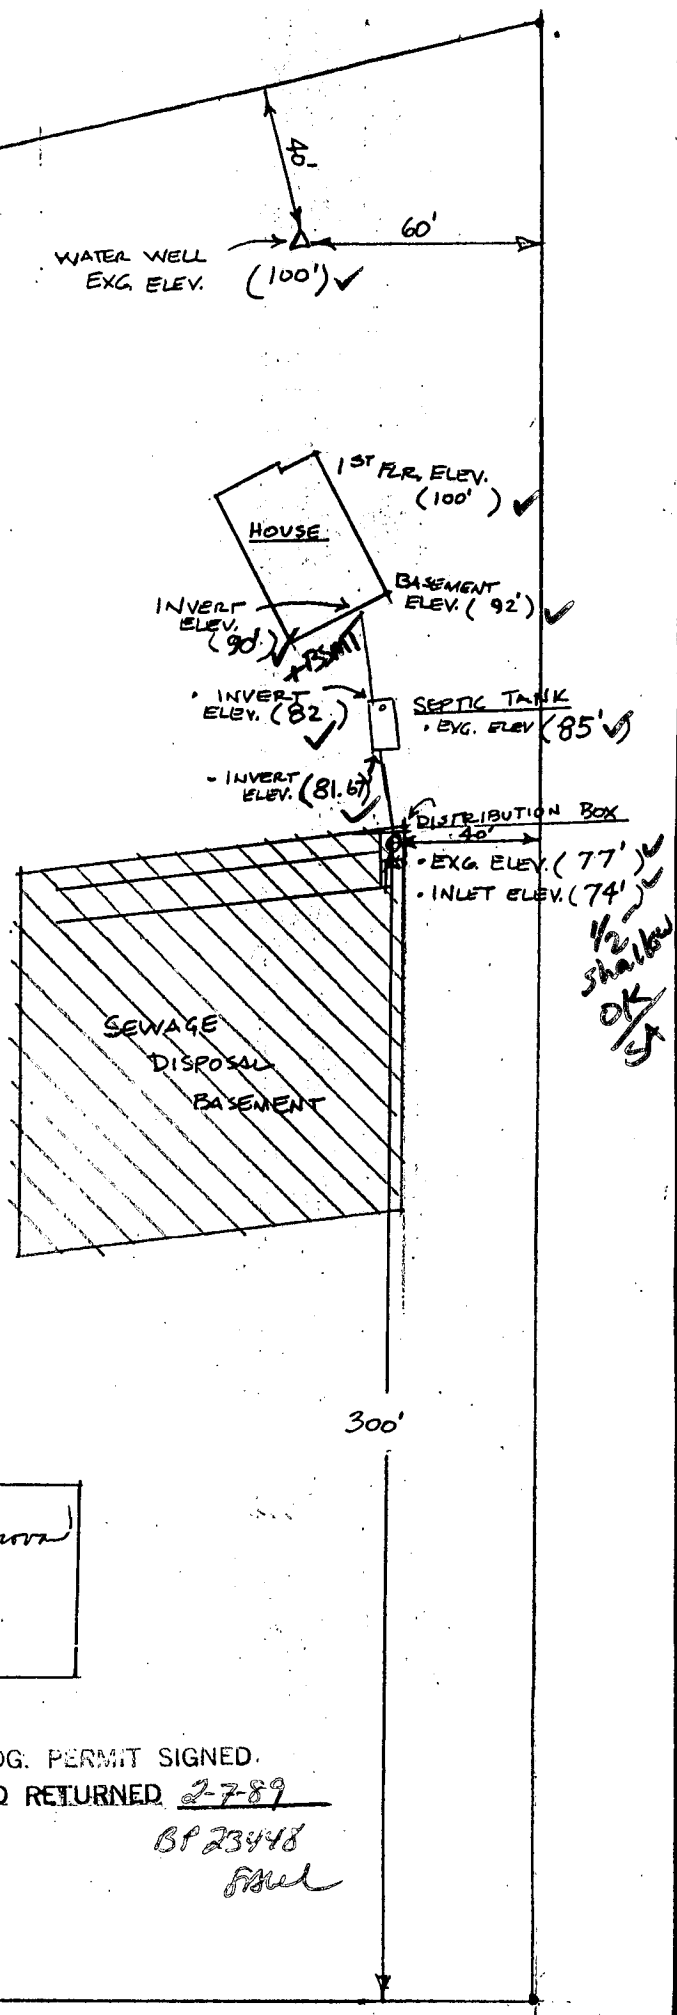 40'
60'
WATER WELL
EXG. ELEV. (100') ✓
1ST FLR. ELEV.
(100') ✓
HOUSE
BASEMENT
ELEV. (92') ✓
INVERT
ELEV.
(90') ✓
BSMT
• INVERT
ELEV. (82) ✓
SEPTIC TANK
• EXG. ELEV (85') ✓
• INVERT
ELEV. (81.67) ✓
DISTRIBUTION BOX
40'
• EXG. ELEV. (77') ✓
• INLET ELEV. (74') ✓
1/2
shallow
OK
SEWAGE
DISPOSAL
BASEMENT
300'
DG. PERMIT SIGNED.
D RETURNED 2-7-89
BP 23448